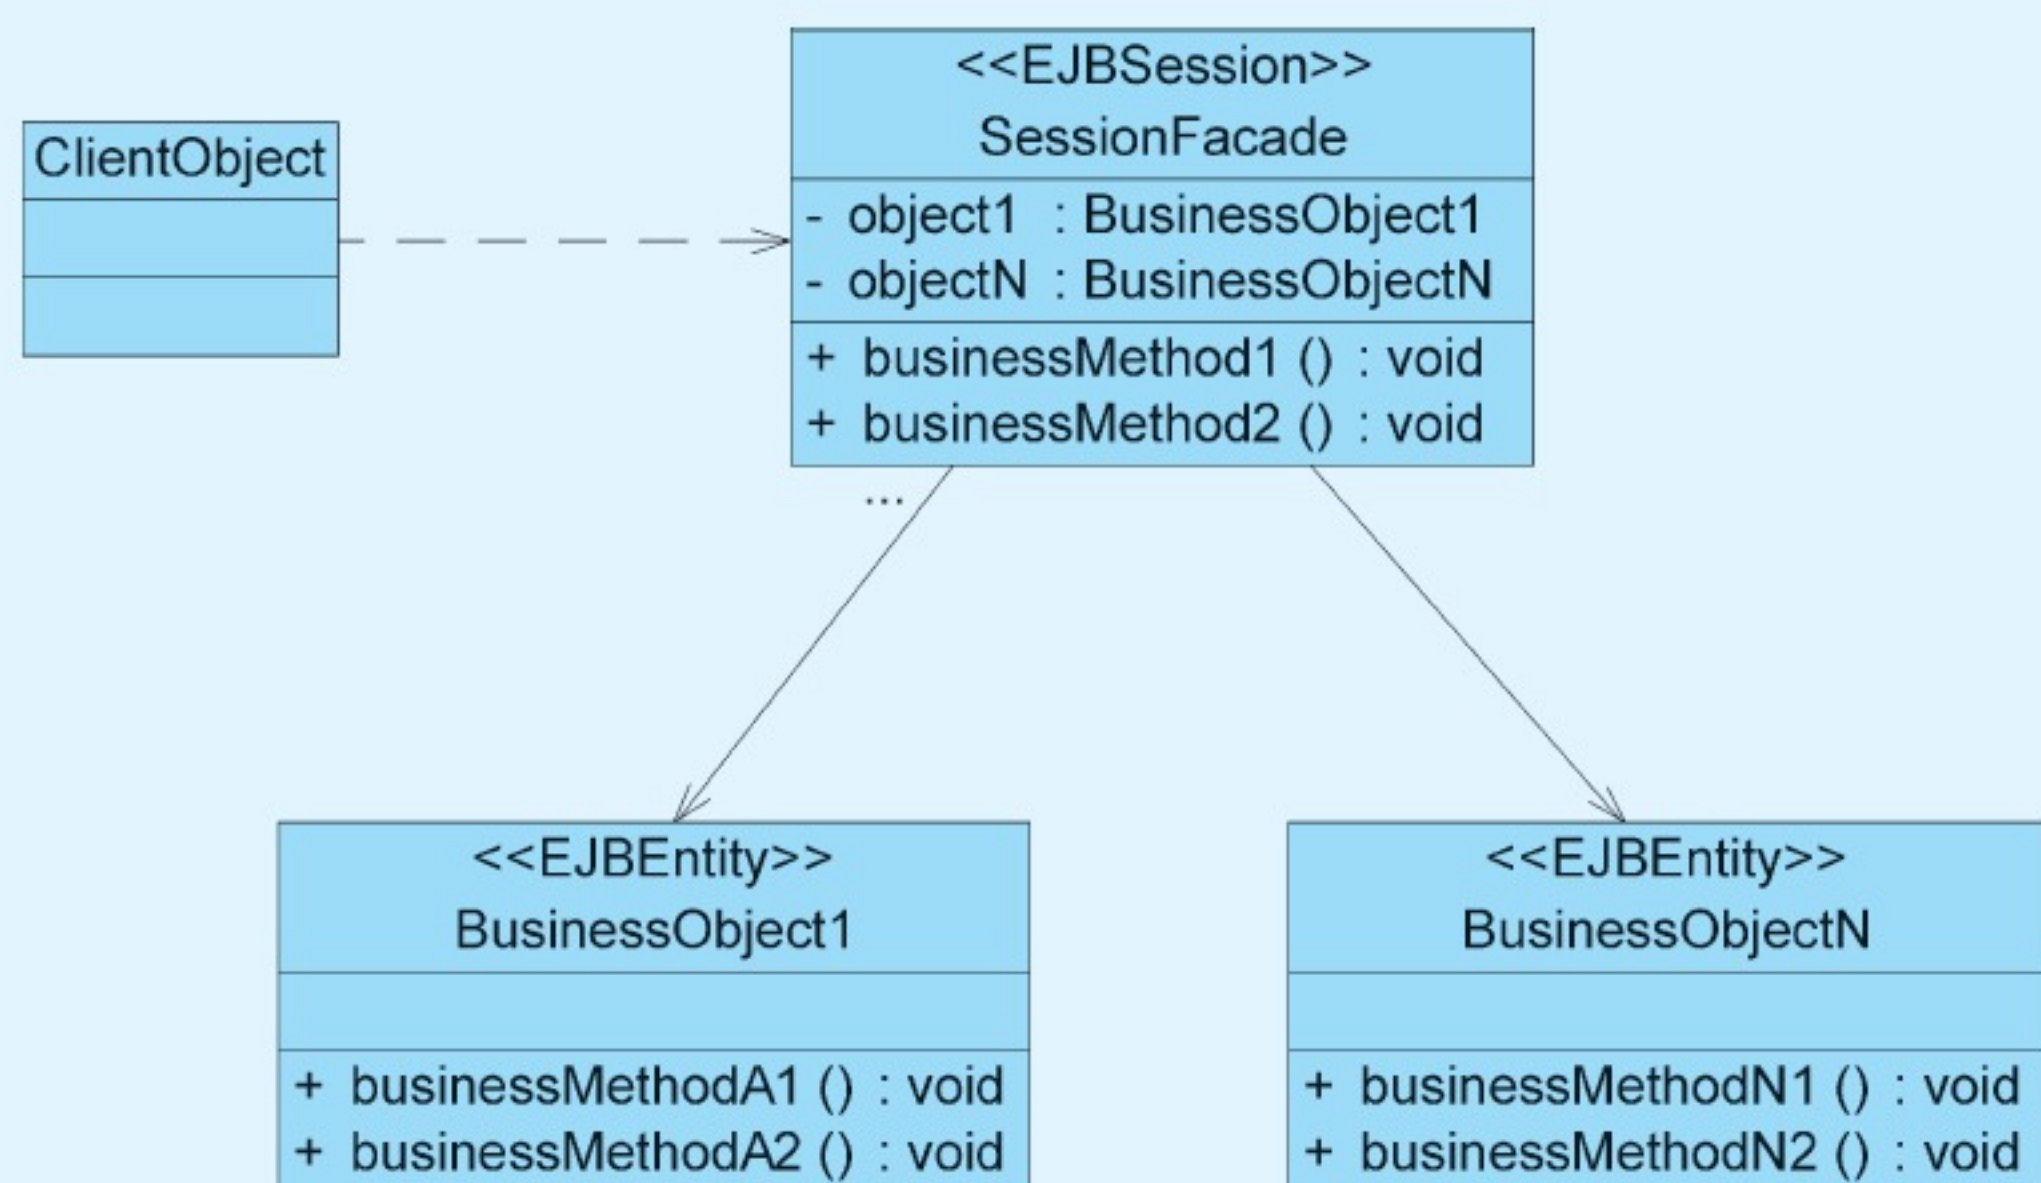 ClientObject
<<EJBSession>>
SessionFacade
- object1 : BusinessObject1
- objectN : BusinessObjectN
+ businessMethod1 () : void
+ businessMethod2 () : void
...
<<EJBEntity>>
BusinessObject1
+ businessMethodA1 () : void
+ businessMethodA2 () : void
<<EJBEntity>>
BusinessObjectN
+ businessMethodN1 () : void
+ businessMethodN2 () : void